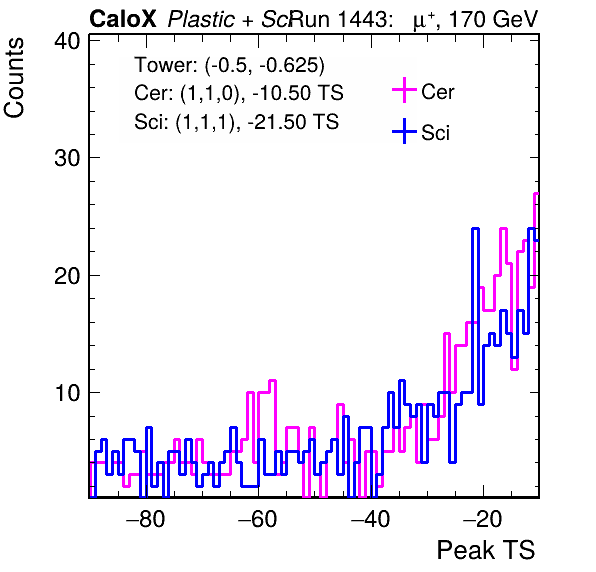 CaloX Plastic + SciRun 1443: μ⁺, 170 GeV
Counts
40
30
20
10
Tower: (-0.5, -0.625)
Cer: (1,1,0), -10.50 TS
Sci: (1,1,1), -21.50 TS
Cer
Sci
−80 −60 −40 −20
Peak TS